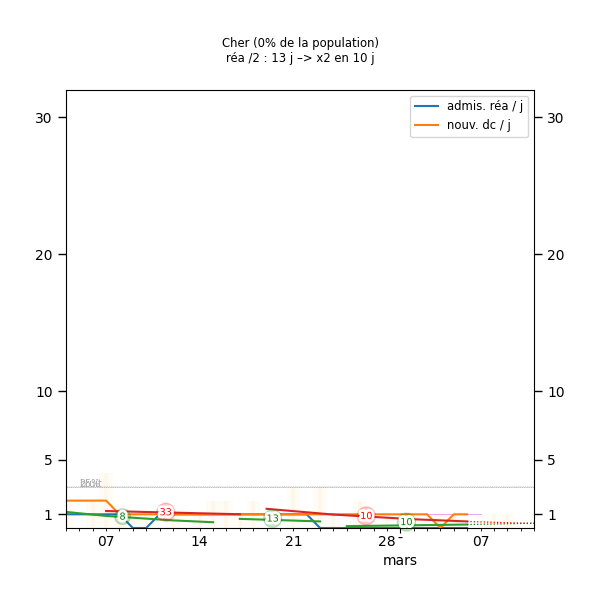 Cher (0% de la population)
réa /2 : 13 j –> x2 en 10 j
admis. réa / j
nouv. dc / j
30 30
20 20
10 10
5 5
8 33 13 10 10
1 1
07 14 21 28 07
mars